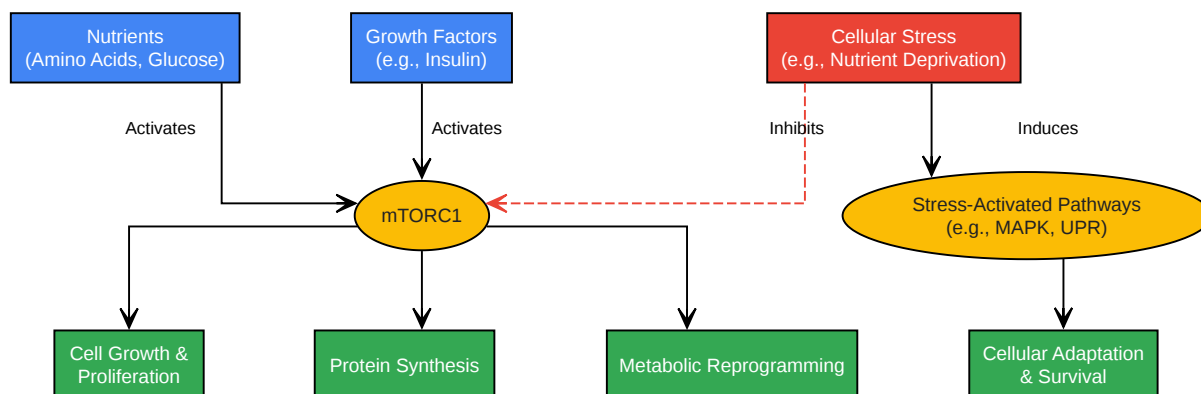 Nutrients
(Amino Acids, Glucose)
Growth Factors
(e.g., Insulin)
Cellular Stress
(e.g., Nutrient Deprivation)
Activates
Activates
Inhibits
Induces
mTORC1
Stress-Activated Pathways
(e.g., MAPK, UPR)
Cell Growth &
Proliferation
Protein Synthesis
Metabolic Reprogramming
Cellular Adaptation
& Survival